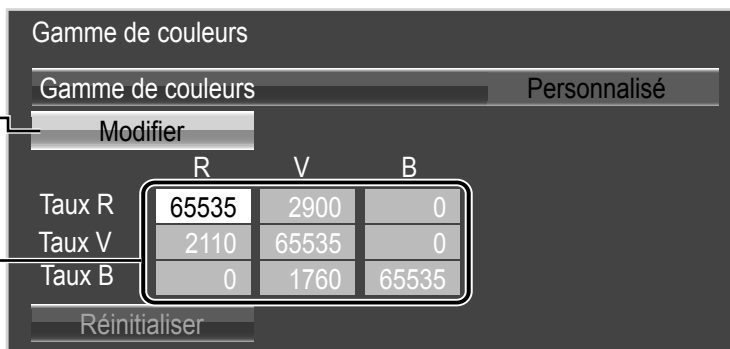 Gamme de couleurs
Gamme de couleurs Personnalisé
Modifier
R V B
Taux R 65535 2900 0
Taux V 2110 65535 0
Taux B 0 1760 65535
Réinitialiser